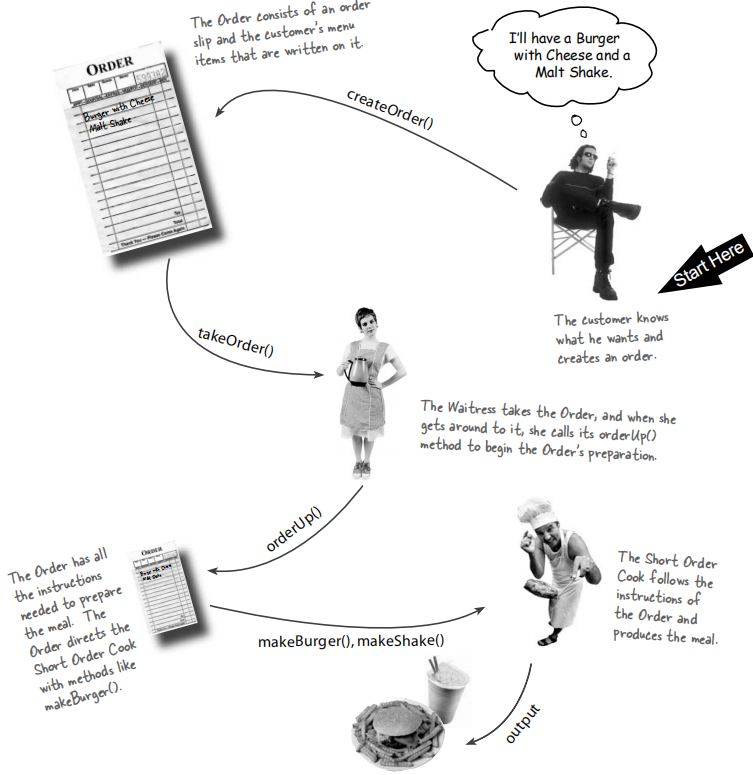 The Order consists of an order
slip and the customer's menu
items that are written on it.
I'll have a Burger
with Cheese and a
Malt Shake.
ORDER
Burger with Cheese
Malt Shake
Tax
Total
Thank You — Please Come Again
createOrder()
Start Here
The customer knows
what he wants and
creates an order.
takeOrder()
The Waitress takes the Order, and when she
gets around to it, she calls its orderUp()
method to begin the Order's preparation.
orderUp()
The Order has all
the instructions
needed to prepare
the meal. The
Order directs the
Short Order Cook
with methods like
makeBurger().
ORDER
makeBurger(), makeShake()
The Short Order
Cook follows the
instructions of
the Order and
produces the meal.
output